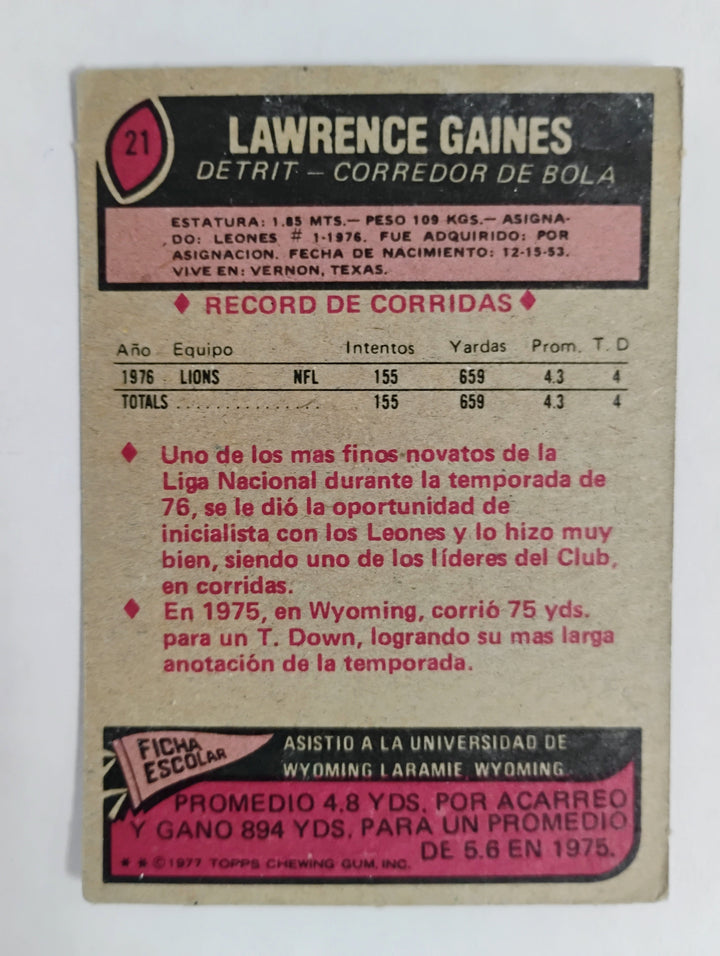 21
LAWRENCE GAINES
DETRIT – CORREDOR DE BOLA
ESTATURA: 1.85 MTS.— PESO 109 KGS.— ASIGNA-
DO: LEONES # 1-1976. FUE ADQUIRIDO: POR
ASIGNACION. FECHA DE NACIMIENTO: 12-15-53.
VIVE EN: VERNON, TEXAS.
♦ RECORD DE CORRIDAS ♦
Año Equipo Intentos Yardas Prom. T. D
1976 LIONS NFL 155 659 4.3 4
TOTALS ................ 155 659 4.3 4
♦ Uno de los mas finos novatos de la
Liga Nacional durante la temporada de
76, se le dió la oportunidad de
inicialista con los Leones y lo hizo muy
bien, siendo uno de los líderes del Club,
en corridas.
♦ En 1975, en Wyoming, corrió 75 yds.
para un T. Down, logrando su mas larga
anotación de la temporada.
FICHA
ESCOLAR
ASISTIO A LA UNIVERSIDAD DE
WYOMING LARAMIE, WYOMING.
PROMEDIO 4.8 YDS. POR ACARREO
Y GANO 894 YDS. PARA UN PROMEDIO
DE 5.6 EN 1975.
* * © 1977 TOPPS CHEWING GUM, INC.